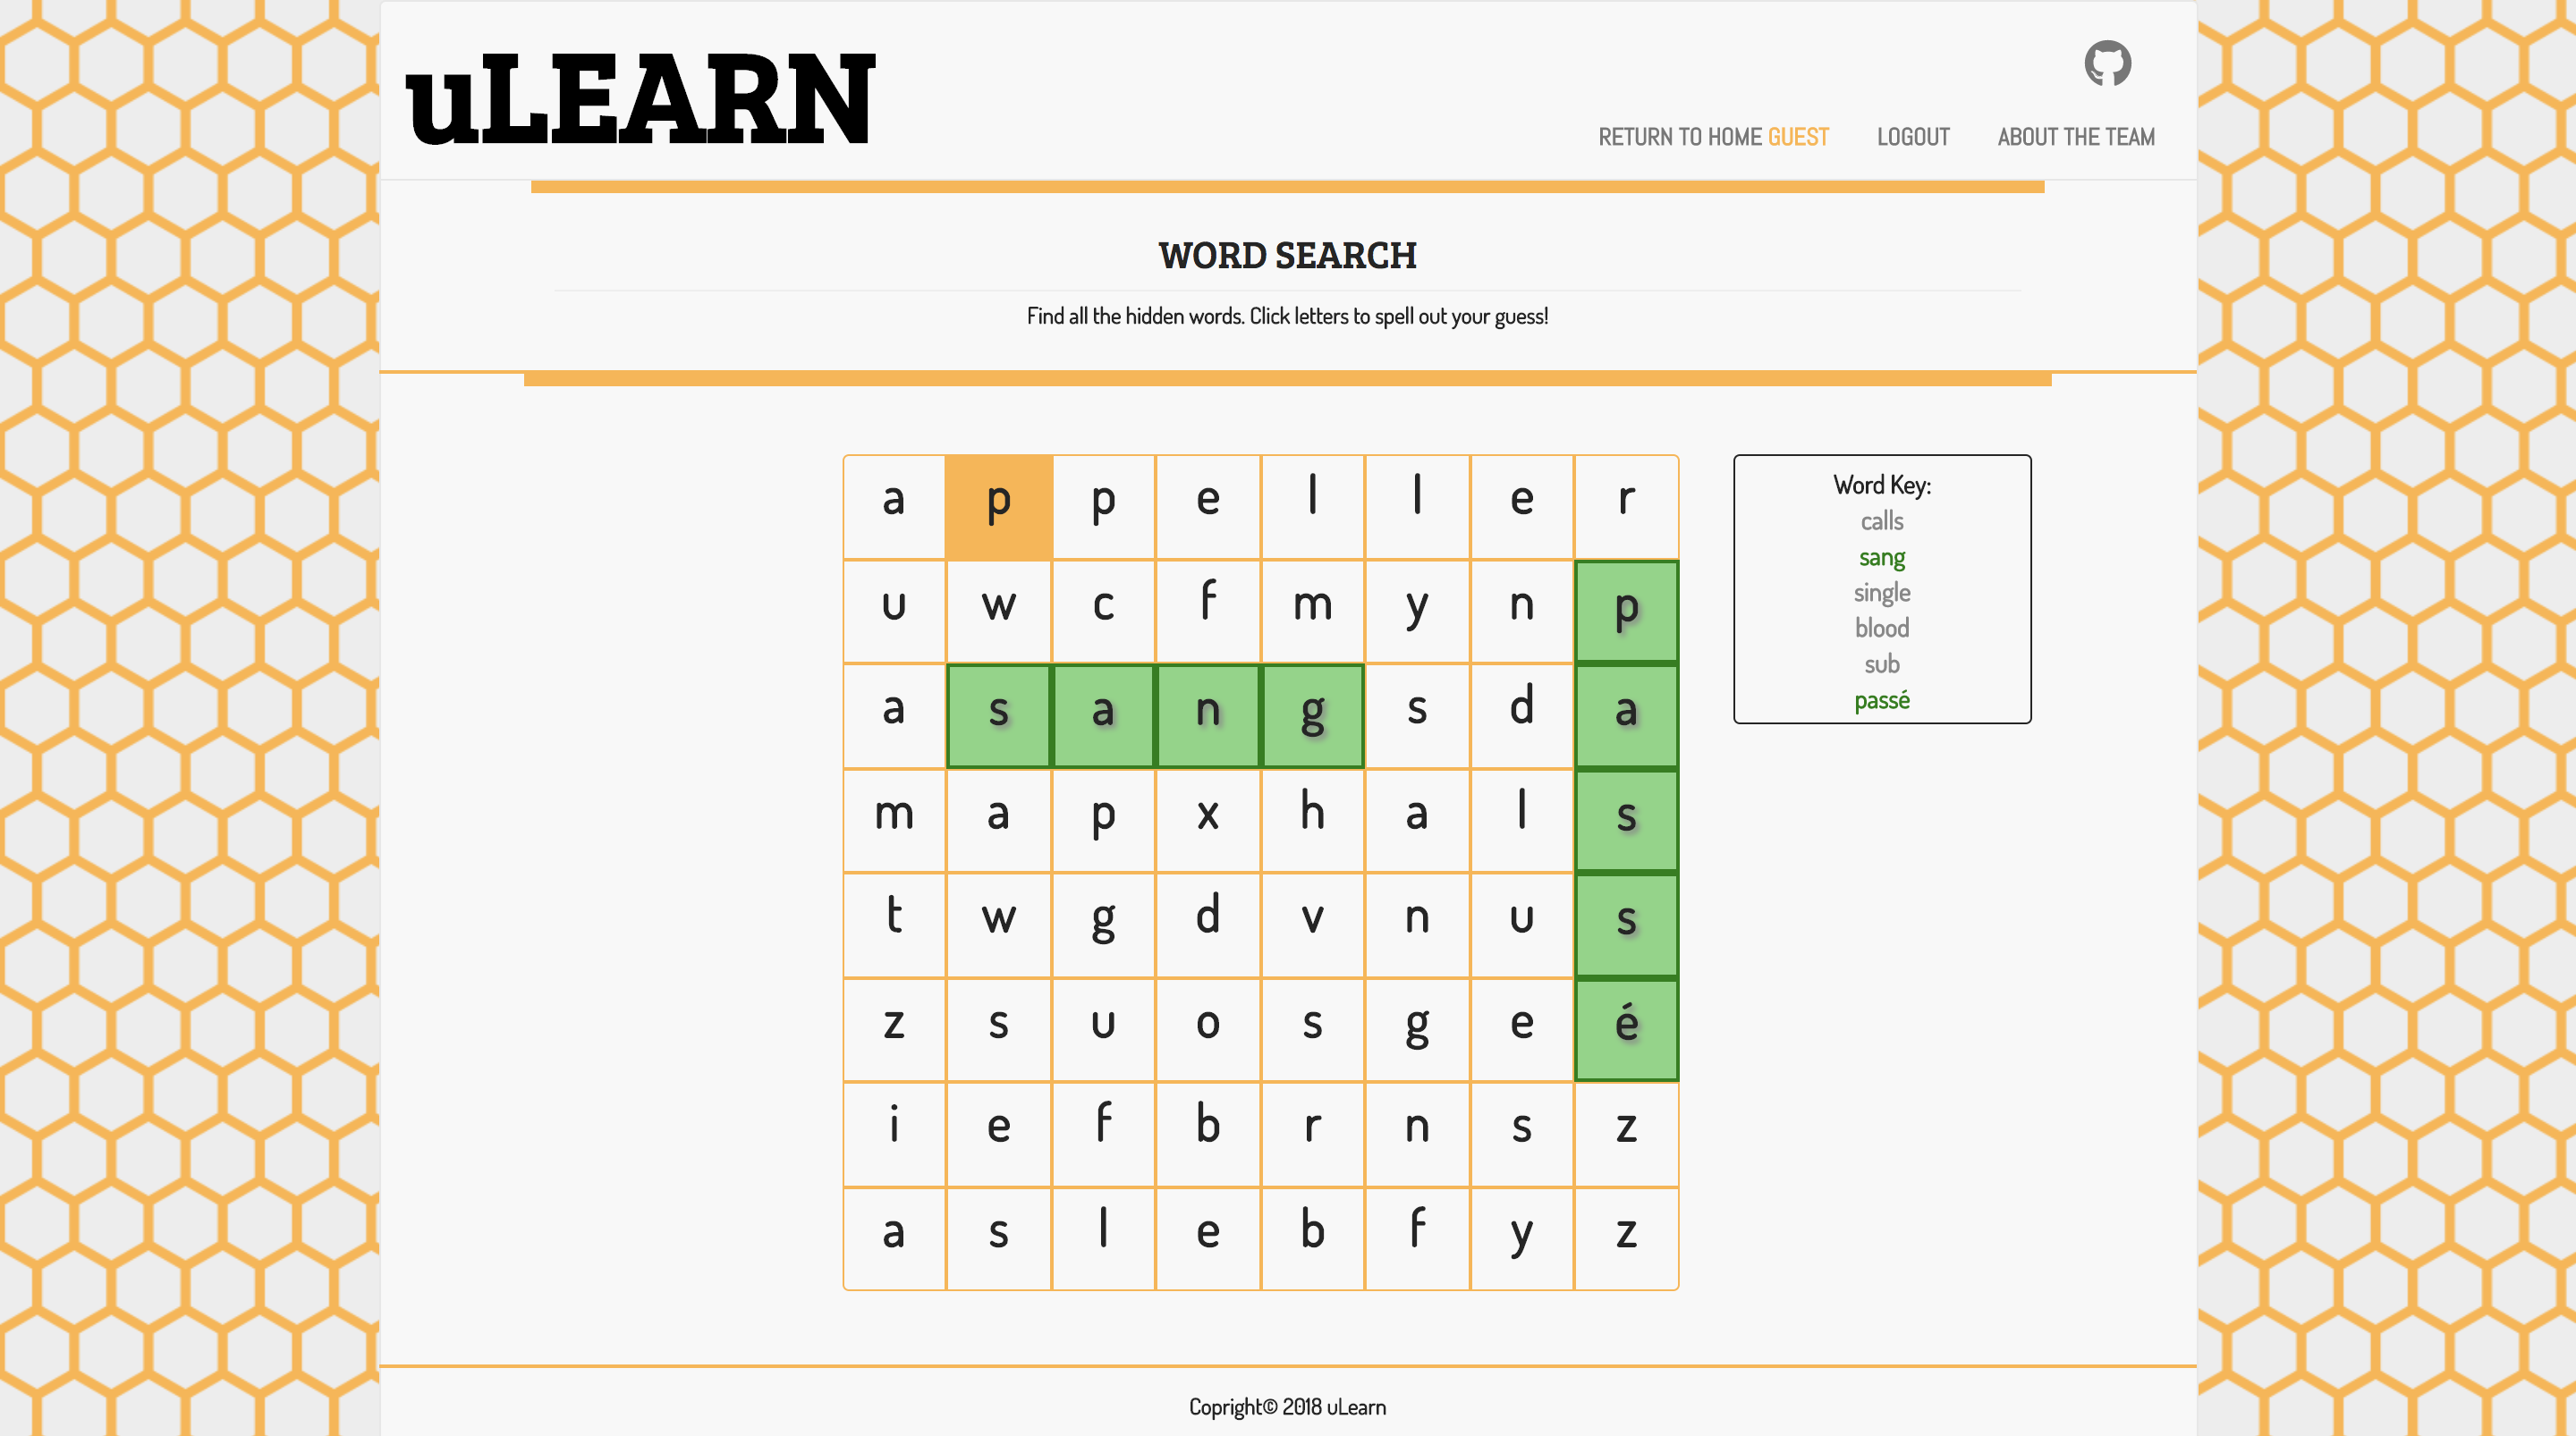 uLEARN
RETURN TO HOME GUEST LOGOUT ABOUT THE TEAM
WORD SEARCH
Find all the hidden words. Click letters to spell out your guess!
a p p e l l e r
u w c f m y n p
a s a n g s d a
m a p x h a l s
t w g d v n u s
z s u o s g e é
i e f b r n s z
a s l e b f y z
Word Key:
calls
sang
single
blood
sub
passé
Copright© 2018 uLearn